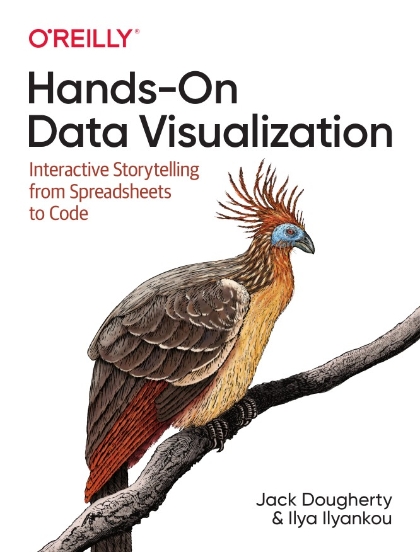 O'REILLY®
Hands-On
Data Visualization
Interactive Storytelling
from Spreadsheets
to Code
Jack Dougherty
& Ilya Ilyankou